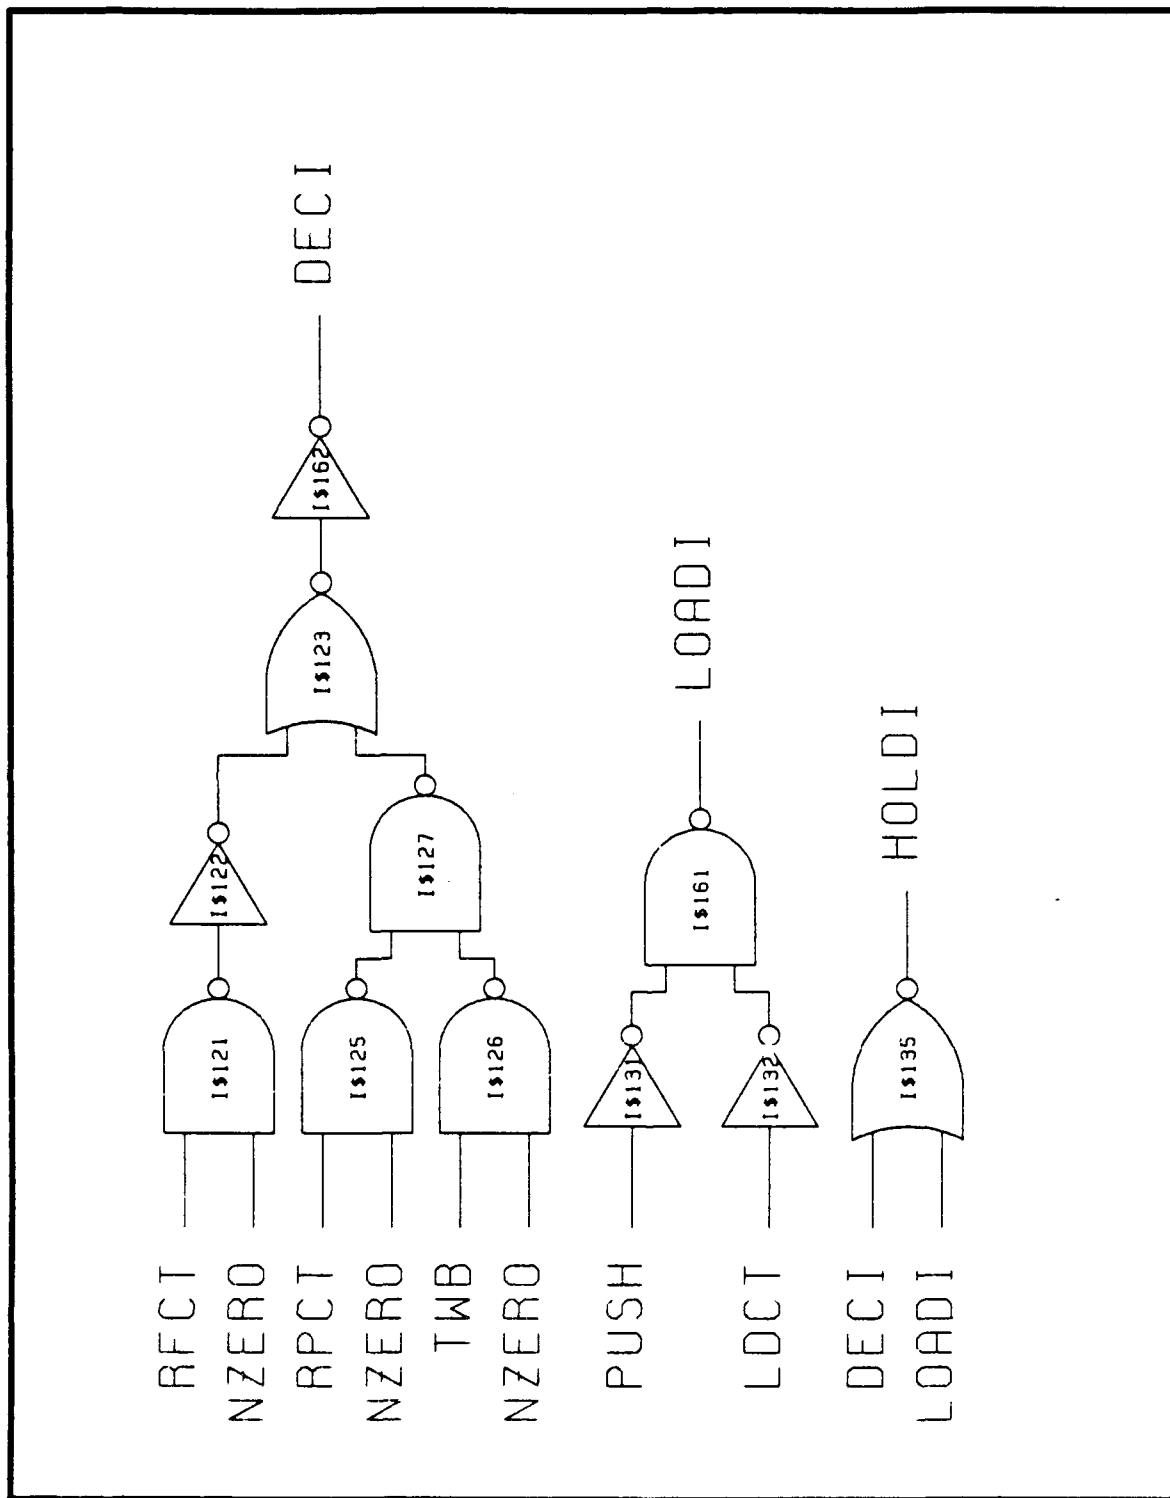 RFCT
NZERO
RPCT
NZERO
TWB
NZERO
I$121
I$122
I$125
I$126
I$127
I$123
I$162
DECI
PUSH
LDCT
I$131
I$132
I$161
LOADI
DECI
LOADI
I$135
HOLDI